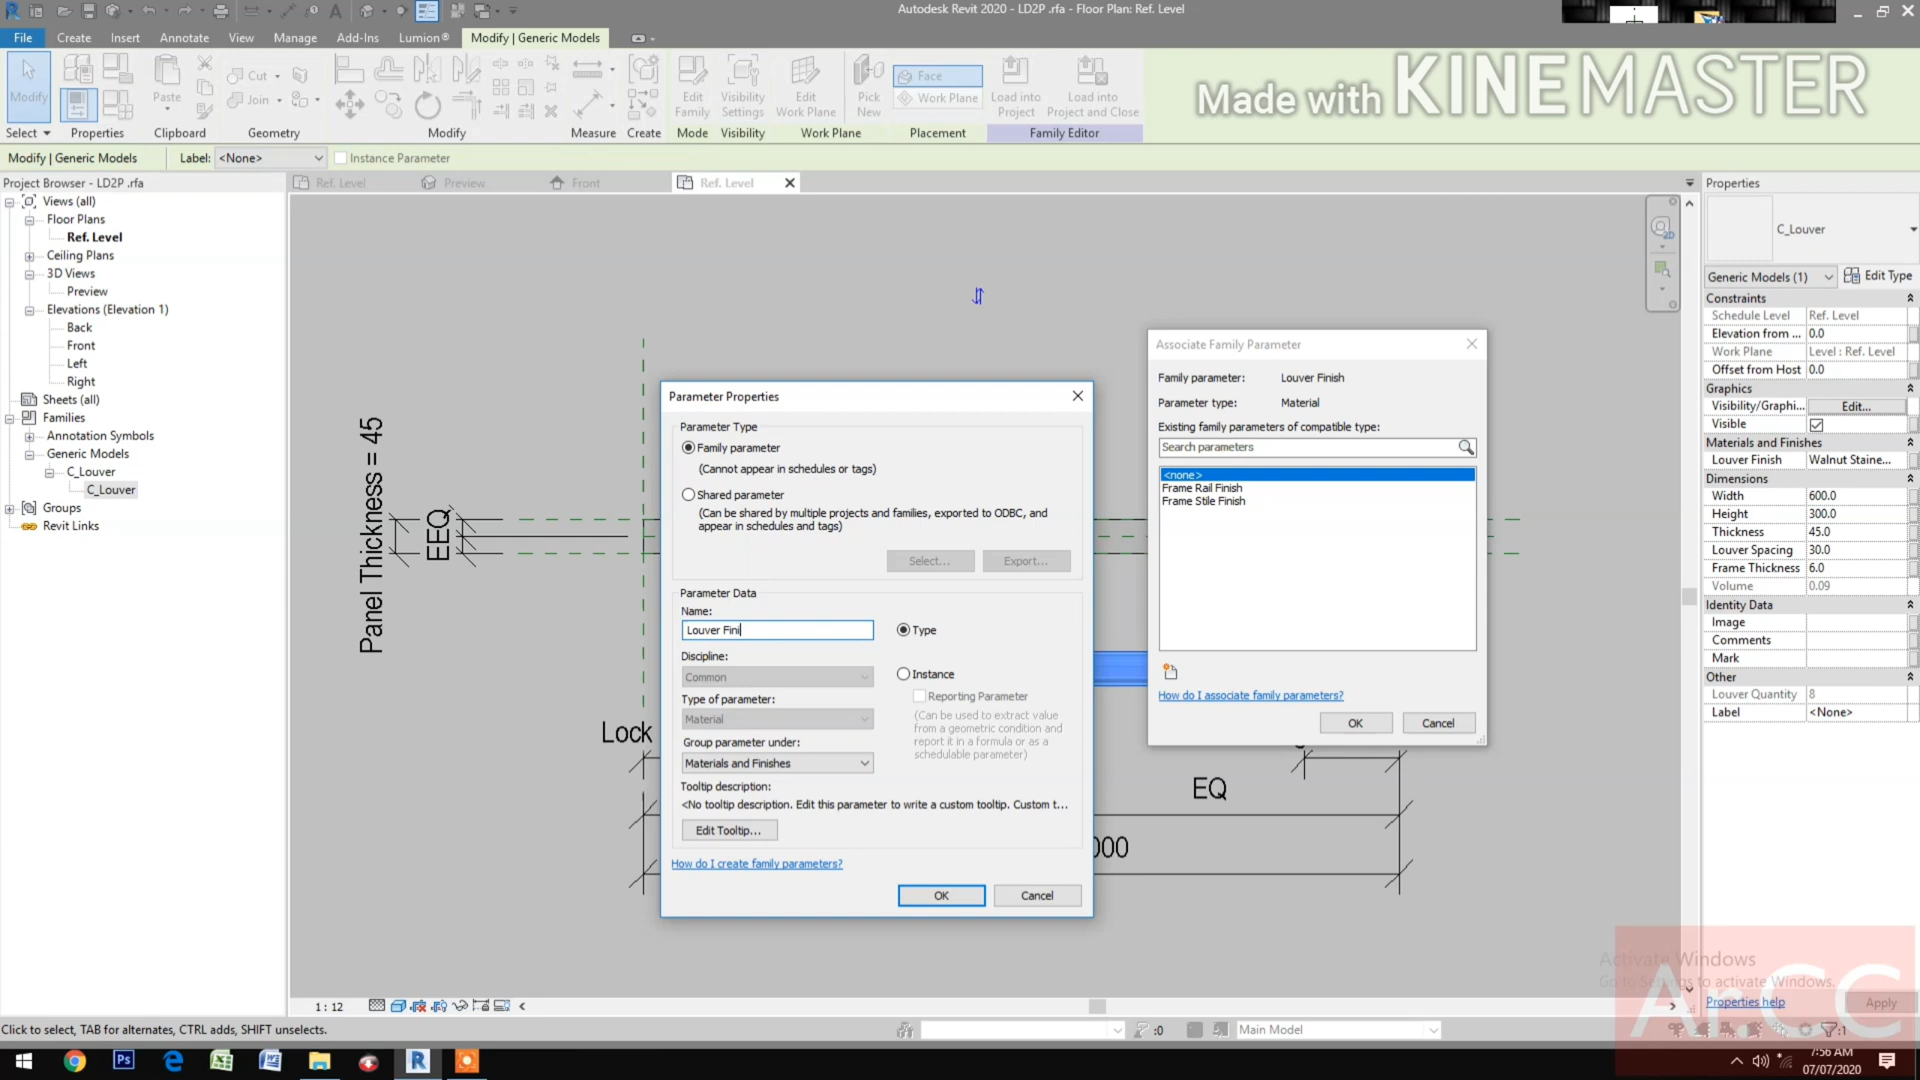 Autodesk Revit 2020 - LD2P .rfa - Floor Plan: Ref. Level
File Create Insert Annotate View Manage Add-Ins Lumion® Modify | Generic Models
Made with KINEMASTER
Modify
Paste
Cut
Join
Edit Family
Visibility Settings
Edit Work Plane
Pick New
Face
Work Plane
Load into Project
Load into Project and Close
Select Properties Clipboard Geometry Modify Measure Create Mode Visibility Work Plane Placement Family Editor
Modify | Generic Models Label: <None> Instance Parameter
Project Browser - LD2P .rfa
Views (all)
Floor Plans
Ref. Level
Ceiling Plans
3D Views
Preview
Elevations (Elevation 1)
Back
Front
Left
Right
Sheets (all)
Families
Annotation Symbols
Generic Models
C_Louver
C_Louver
Groups
Revit Links
Ref. Level Preview Front Ref. Level
2D
Panel Thickness = 45
EEQ
Lock
EQ
000
Parameter Properties
Parameter Type
Family parameter
(Cannot appear in schedules or tags)
Shared parameter
(Can be shared by multiple projects and families, exported to ODBC, and
appear in schedules and tags)
Select... Export...
Parameter Data
Name:
Louver Fini
Type
Discipline:
Common
Instance
Type of parameter:
Reporting Parameter
Material
(Can be used to extract value
from a geometric condition and
report it in a formula or as a
schedulable parameter)
Group parameter under:
Materials and Finishes
Tooltip description:
<No tooltip description. Edit this parameter to write a custom tooltip. Custom t...
Edit Tooltip...
How do I create family parameters?
OK Cancel
Associate Family Parameter
Family parameter: Louver Finish
Parameter type: Material
Existing family parameters of compatible type:
Search parameters
<none>
Frame Rail Finish
Frame Stile Finish
How do I associate family parameters?
OK Cancel
Properties
C_Louver
Generic Models (1) Edit Type
Constraints
Schedule Level Ref. Level
Elevation from ... 0.0
Work Plane Level : Ref. Level
Offset from Host 0.0
Graphics
Visibility/Graphi... Edit...
Visible
Materials and Finishes
Louver Finish Walnut Staine...
Dimensions
Width 600.0
Height 300.0
Thickness 45.0
Louver Spacing 30.0
Frame Thickness 6.0
Volume 0.09
Identity Data
Image
Comments
Mark
Other
Louver Quantity 8
Label <None>
Activate Windows
Go to Settings to activate Windows.
ArCC
Properties help Apply
1 : 12
Click to select, TAB for alternates, CTRL adds, SHIFT unselects.
:0 Main Model :1
7:56 AM
07/07/2020